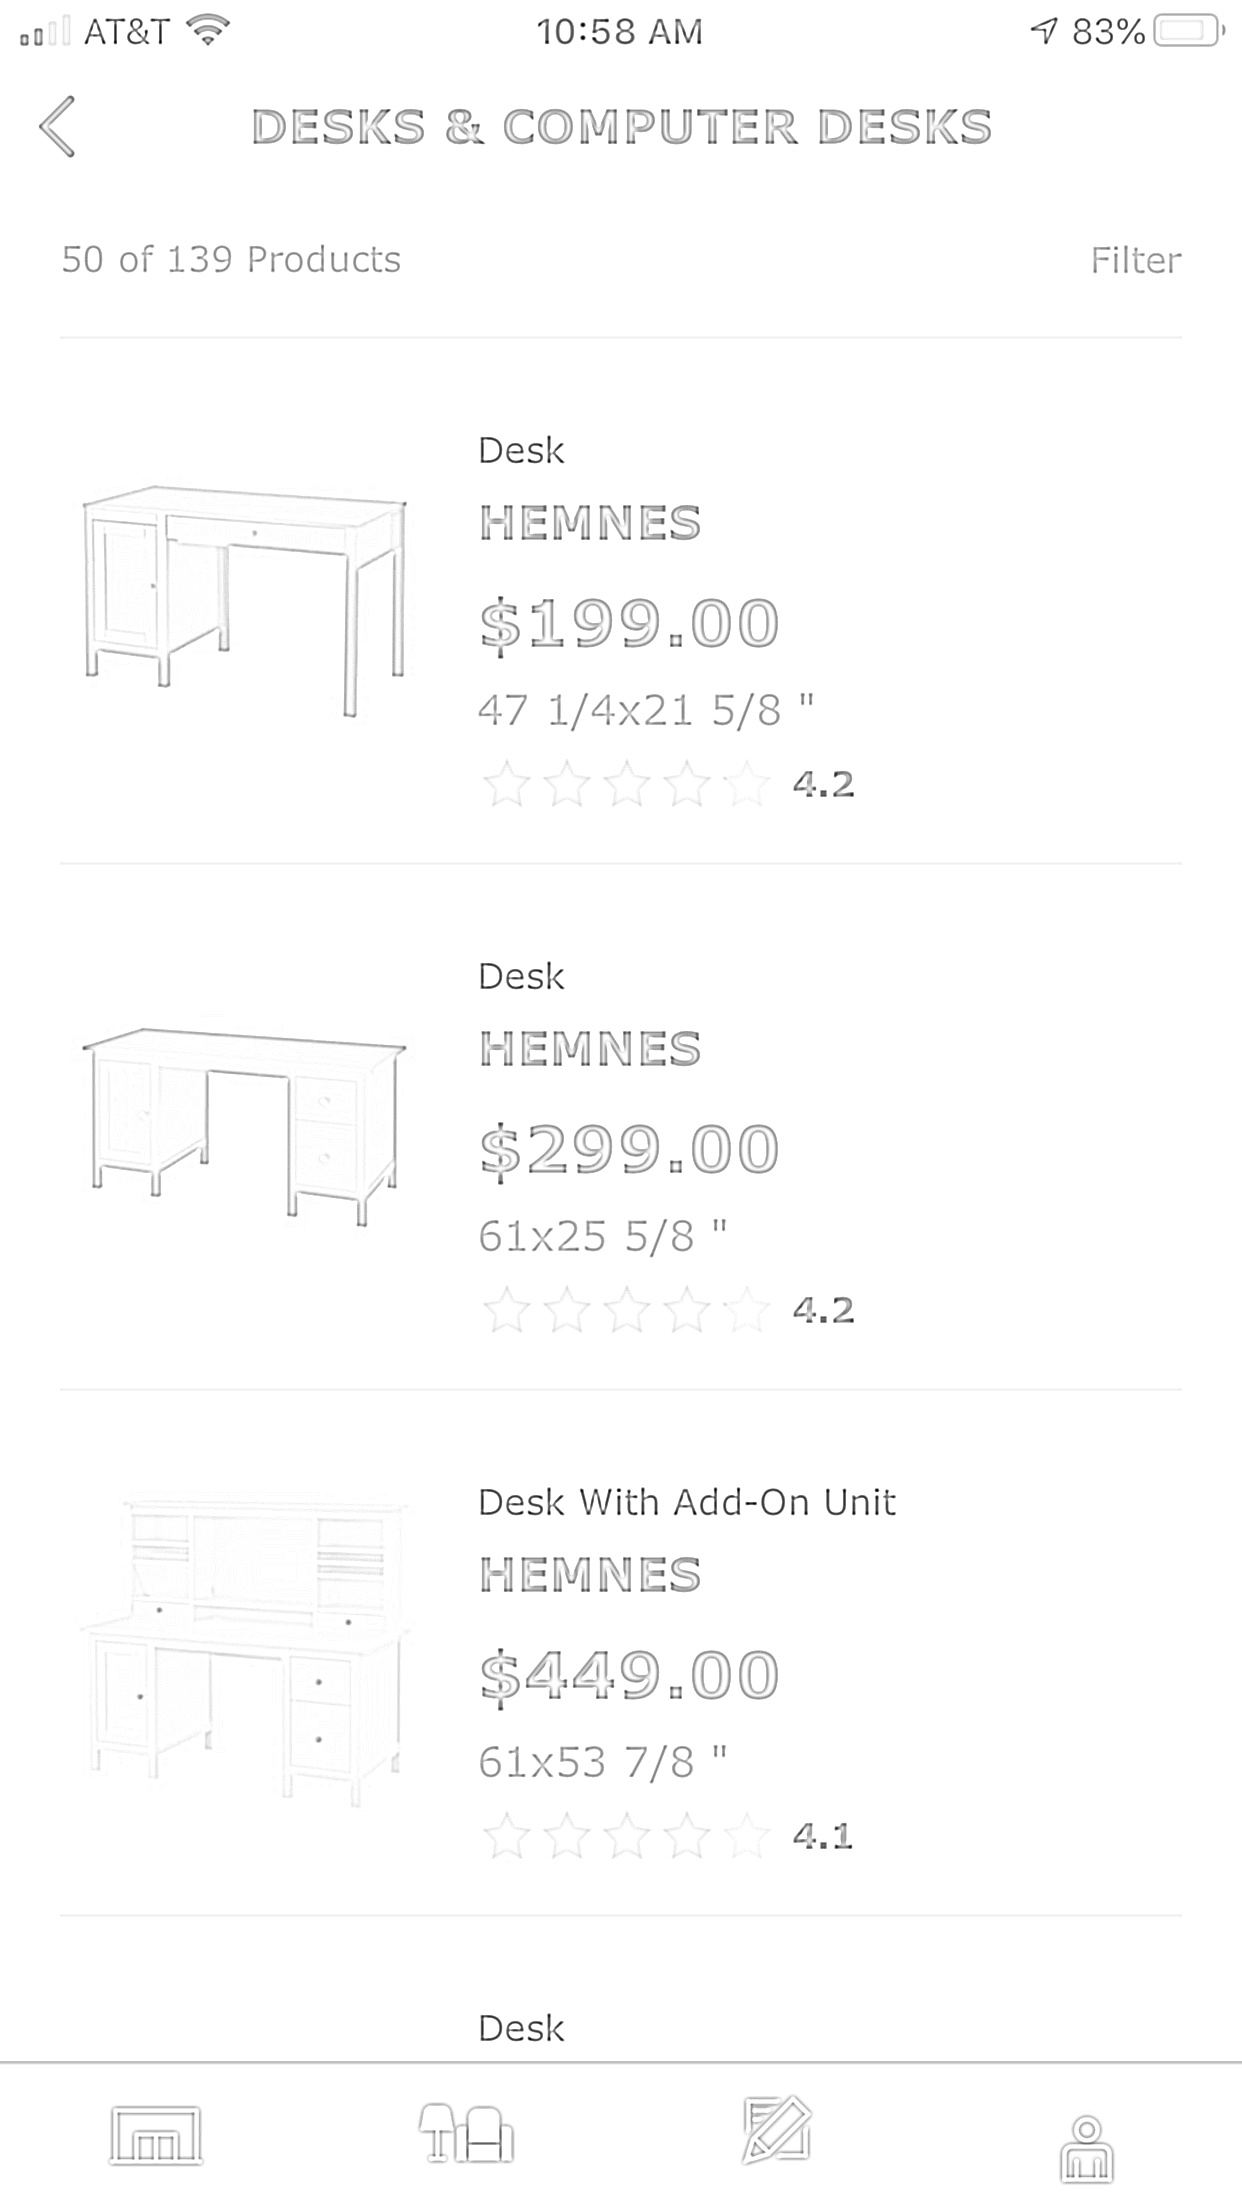 AT&T 10:58 AM 83%
DESKS & COMPUTER DESKS
50 of 139 Products Filter
Desk
HEMNES
$199.00
47 1/4x21 5/8 "
4.2
Desk
HEMNES
$299.00
61x25 5/8 "
4.2
Desk With Add-On Unit
HEMNES
$449.00
61x53 7/8 "
4.1
Desk